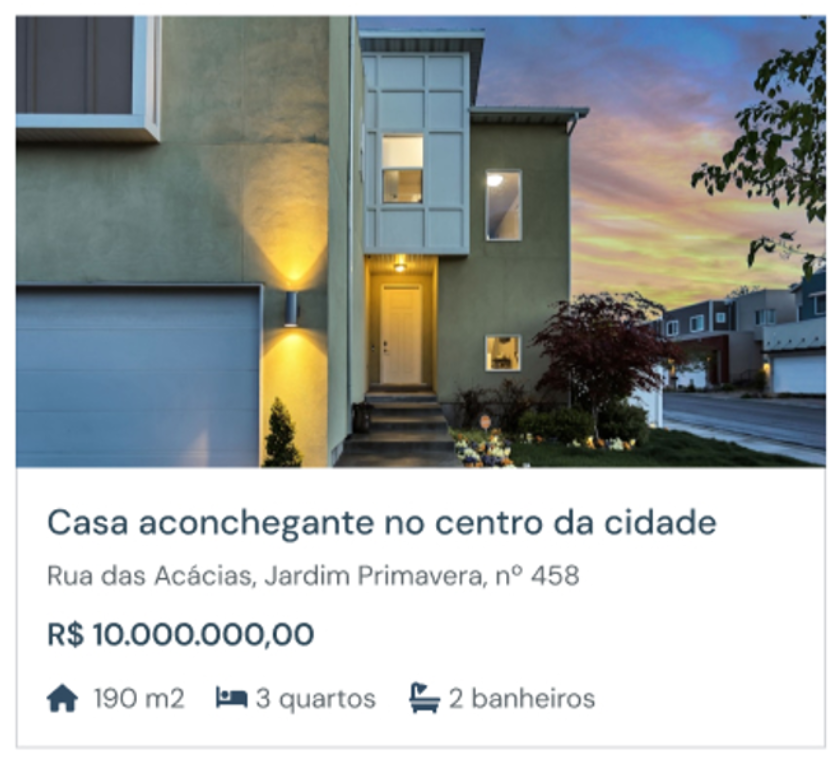 Casa aconchegante no centro da cidade
Rua das Acácias, Jardim Primavera, nº 458
R$ 10.000.000,00
190 m2 3 quartos 2 banheiros